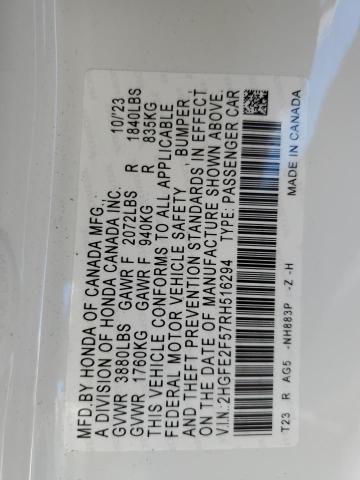 MFD.BY HONDA OF CANADA MFG., 10/'23
A DIVISION OF HONDA CANADA INC.
GVWR 3880LBS GAWR F 2072LBS R 1840LBS
GVWR 1760KG GAWR F 940KG R 835KG
THIS VEHICLE CONFORMS TO ALL APPLICABLE
FEDERAL MOTOR VEHICLE SAFETY, BUMPER,
AND THEFT PREVENTION STANDARDS IN EFFECT
ON THE DATE OF MANUFACTURE SHOWN ABOVE.
V.I.N.:2HGFE2F57RH516294 TYPE: PASSENGER CAR
T23 R AG5 -NH883P -Z -H MADE IN CANADA